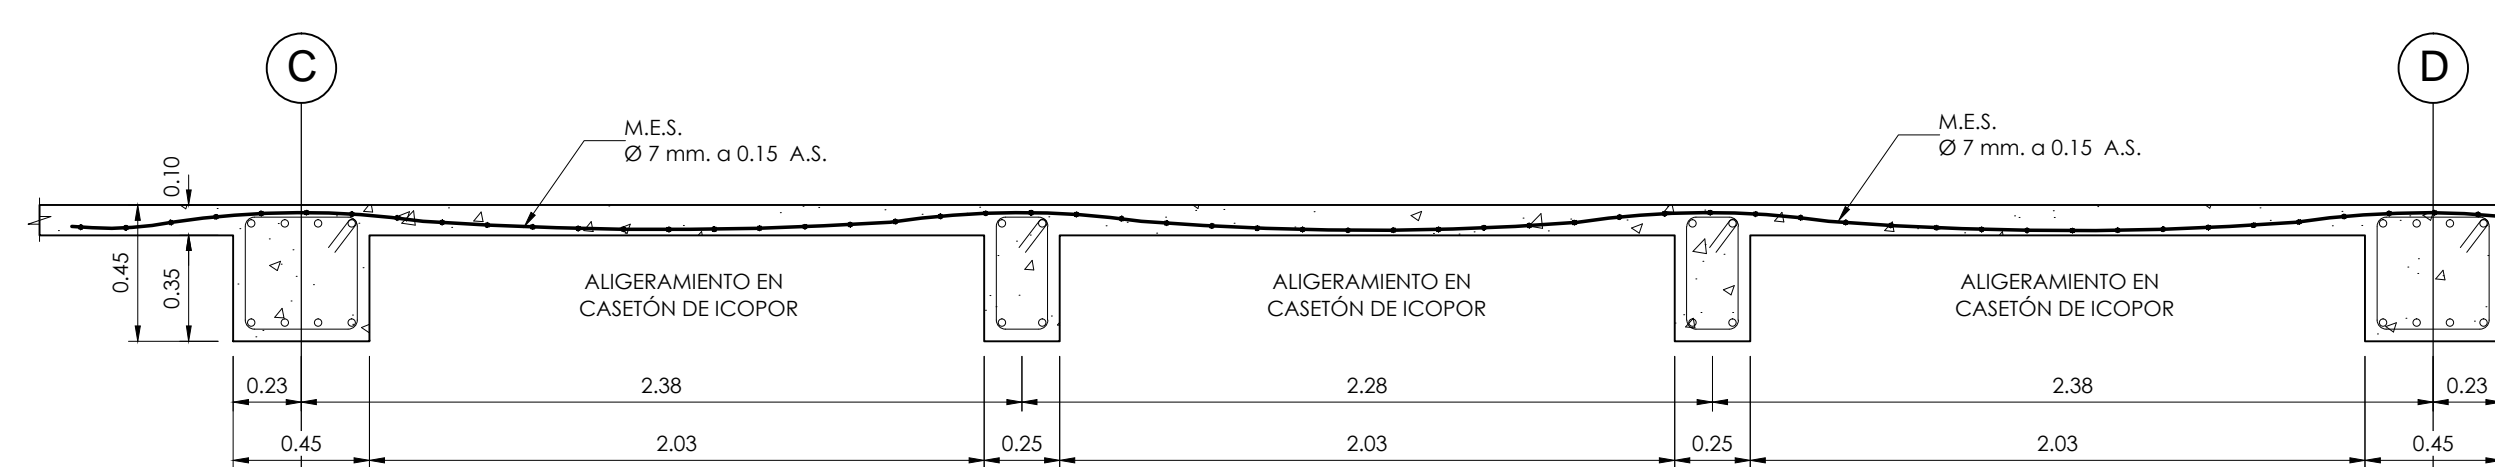 C
D
M.E.S.
Ø 7 mm. a 0.15 A.S.
M.E.S.
Ø 7 mm. a 0.15 A.S.
0.10
0.45
0.35
ALIGERAMIENTO EN
CASETÓN DE ICOPOR
ALIGERAMIENTO EN
CASETÓN DE ICOPOR
ALIGERAMIENTO EN
CASETÓN DE ICOPOR
0.23 2.38 2.28 2.38 0.23
0.45 2.03 0.25 2.03 0.25 2.03 0.45